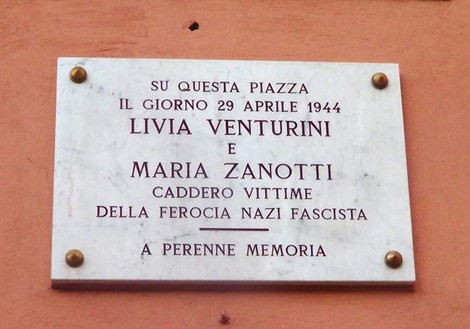 SU QUESTA PIAZZA
IL GIORNO 29 APRILE 1944
LIVIA VENTURINI
E
MARIA ZANOTTI
CADDERO VITTIME
DELLA FEROCIA NAZI FASCISTA
A PERENNE MEMORIA